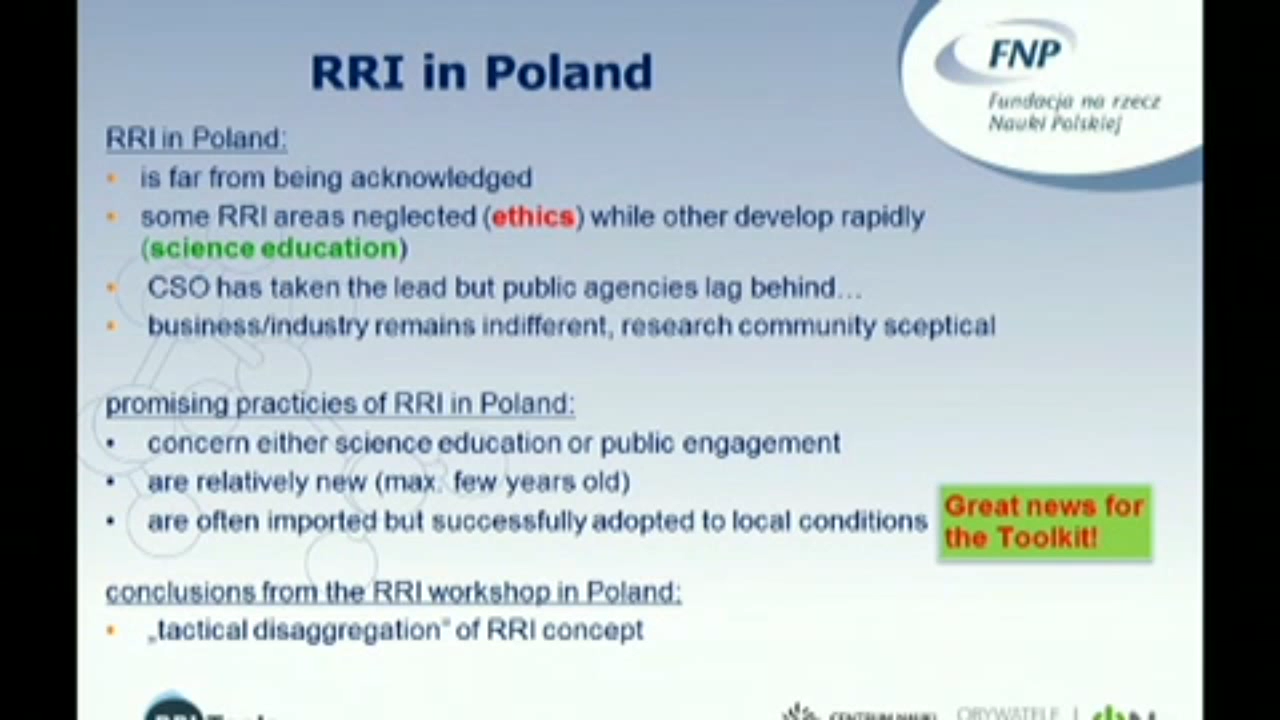 RRI in Poland
FNP
Fundacja na rzecz
Nauki Polskiej
RRI in Poland:
• is far from being acknowledged
• some RRI areas neglected (ethics) while other develop rapidly
(science education)
• CSO has taken the lead but public agencies lag behind...
• business/industry remains indifferent, research community sceptical
promising practicies of RRI in Poland:
• concern either science education or public engagement
• are relatively new (max. few years old)
• are often imported but successfully adopted to local conditions
Great news for
the Toolkit!
conclusions from the RRI workshop in Poland:
• „tactical disaggregation” of RRI concept
RRI Tools
CENTRUM NAUKI
OBYWATELE